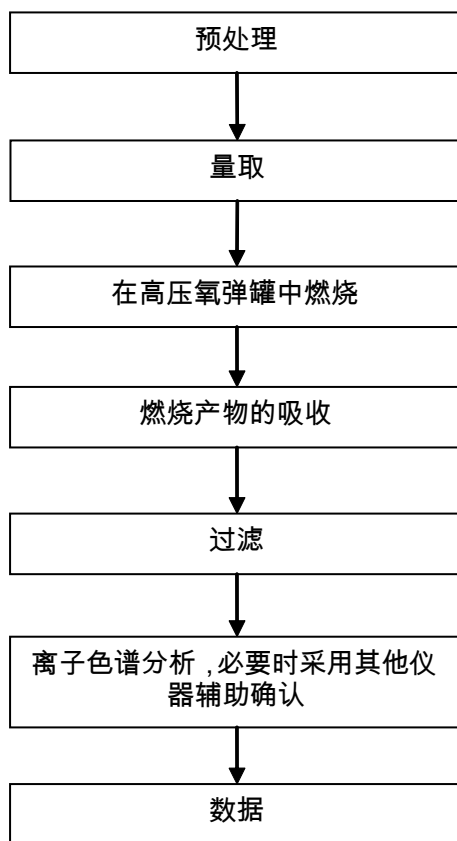 预处理
量取
在高压氧弹罐中燃烧
燃烧产物的吸收
过滤
离子色谱分析，必要时采用其他仪
器辅助确认
数据